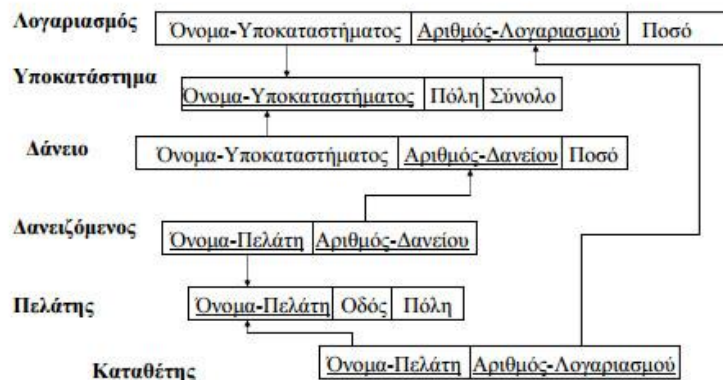 Λογαριασμός Όνομα-Υποκαταστήματος Αριθμός-Λογαριασμού Ποσό
Υποκατάστημα Όνομα-Υποκαταστήματος Πόλη Σύνολο
Δάνειο Όνομα-Υποκαταστήματος Αριθμός-Δανείου Ποσό
Δανειζόμενος Όνομα-Πελάτη Αριθμός-Δανείου
Πελάτης Όνομα-Πελάτη Οδός Πόλη
Καταθέτης Όνομα-Πελάτη Αριθμός-Λογαριασμού